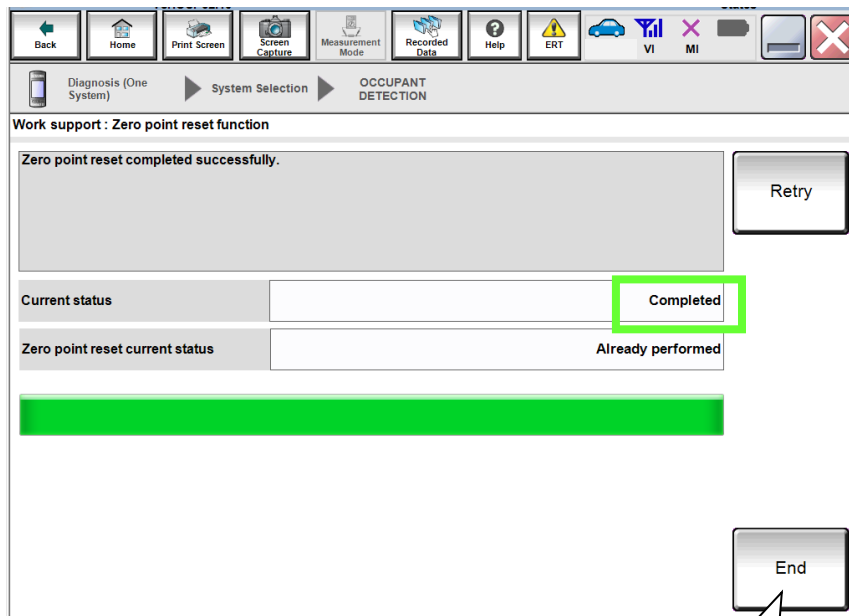 Back
Home
Print Screen
Screen
Capture
Measurement
Mode
Recorded
Data
Help
ERT
VI
MI
Diagnosis (One
System)
System Selection
OCCUPANT
DETECTION
Work support : Zero point reset function
Zero point reset completed successfully.
Retry
Current status
Completed
Zero point reset current status
Already performed
End